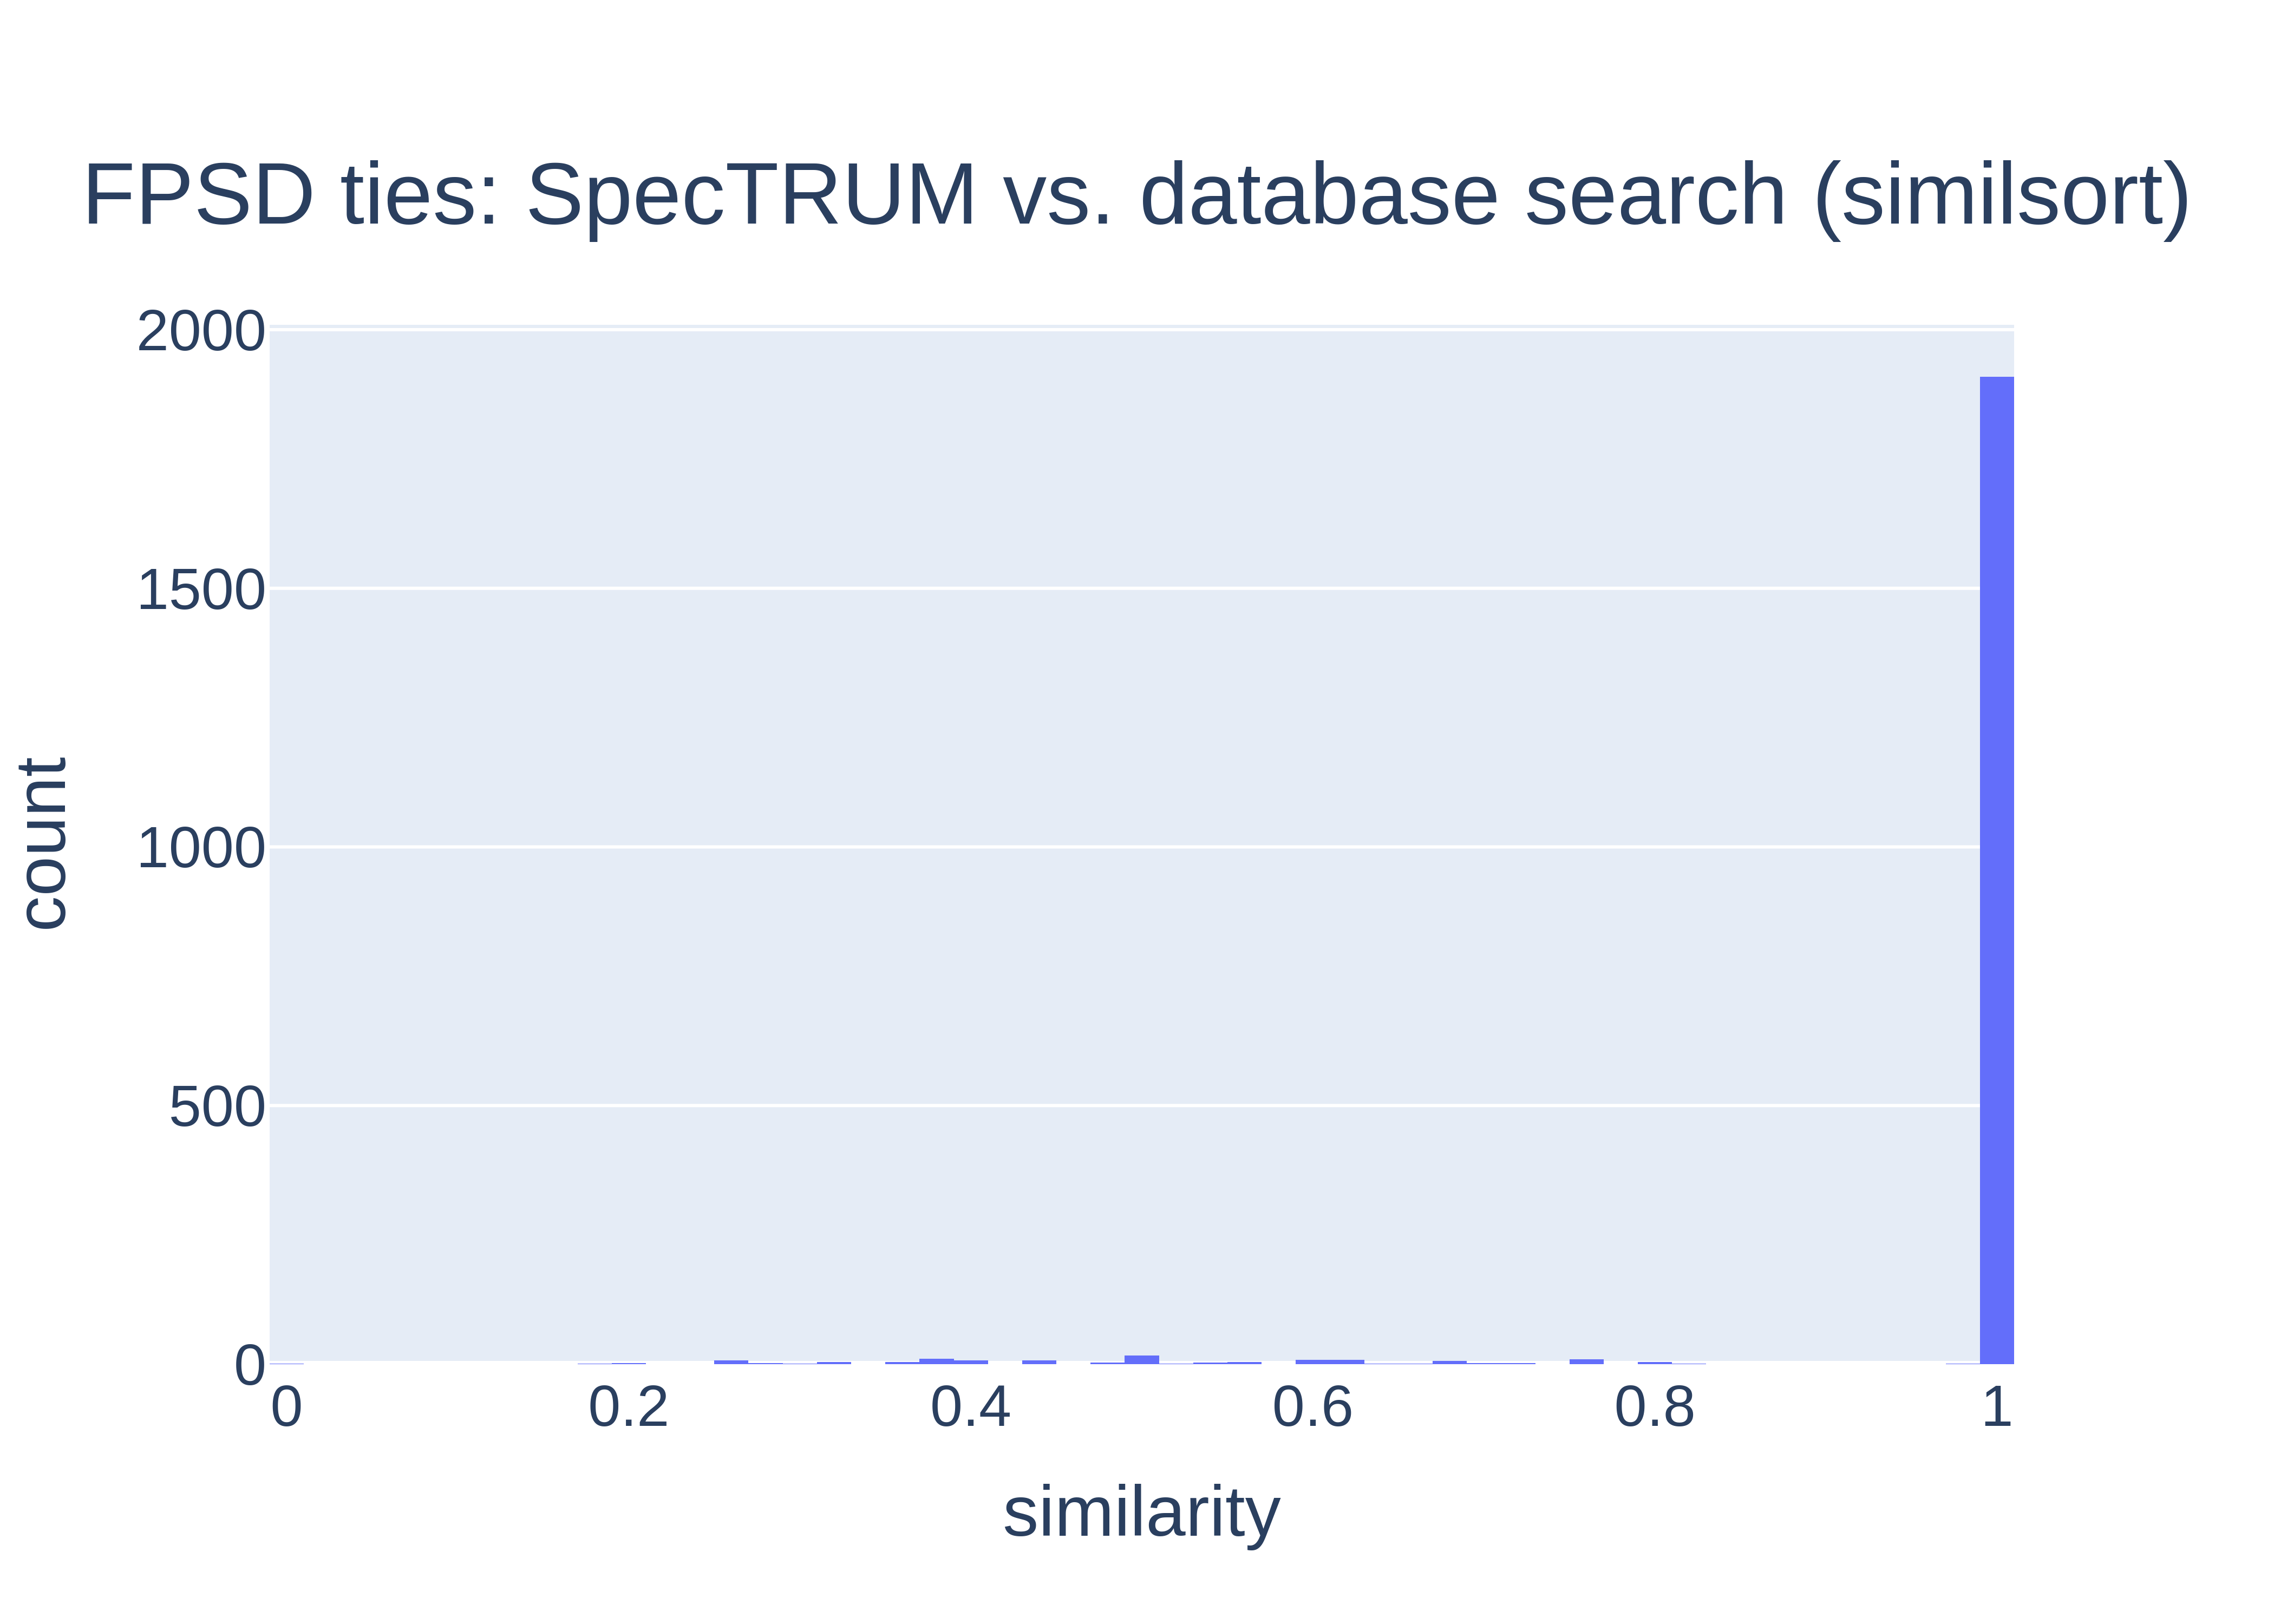 FPSD ties: SpecTRUM vs. database search (similsort)
2000
1500
1000
500
0
count
0 0.2 0.4 0.6 0.8 1
similarity